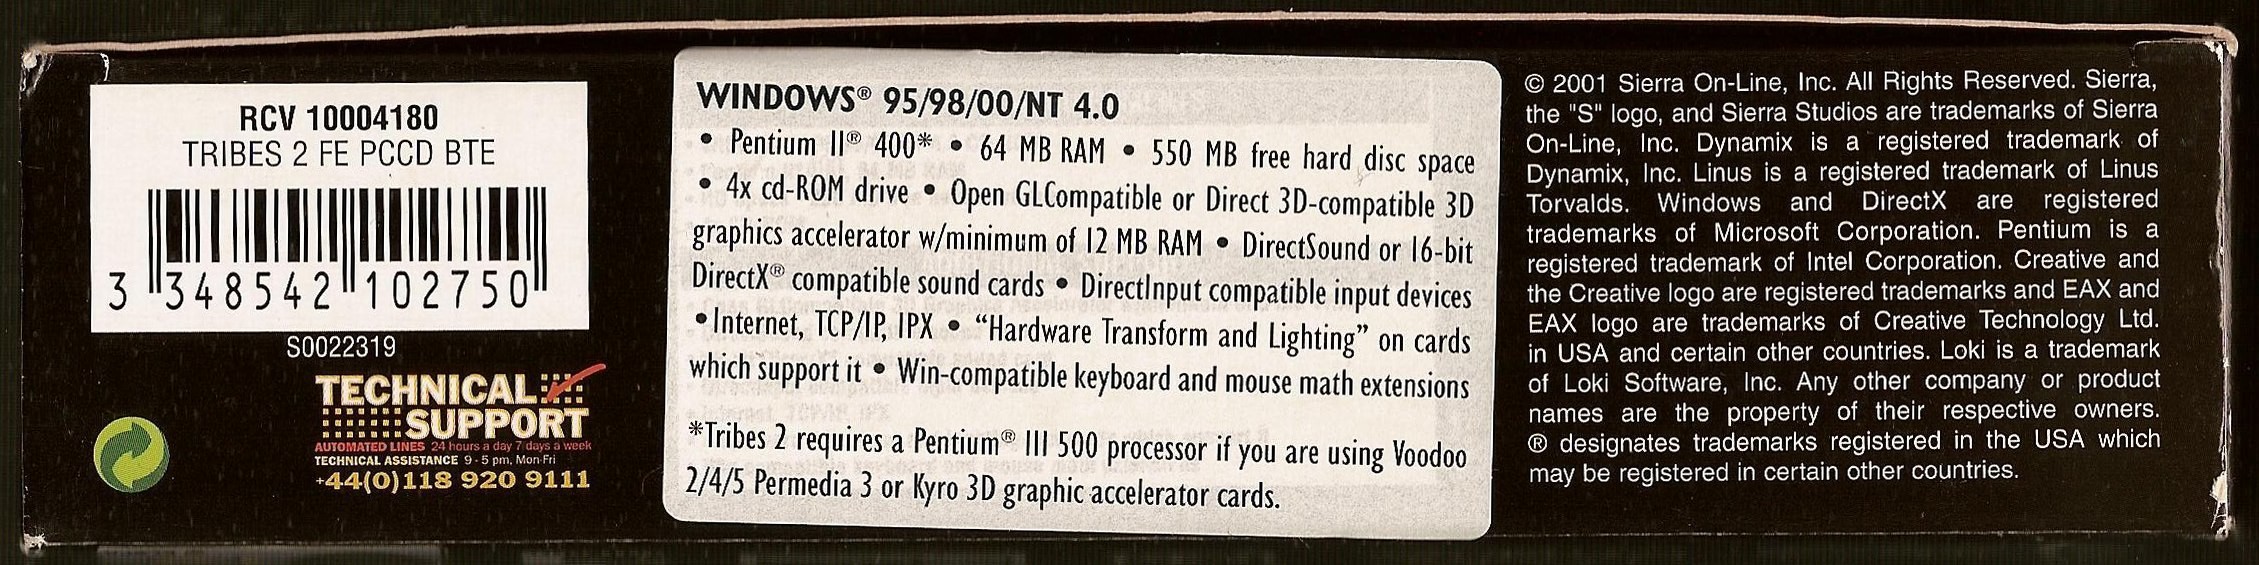 RCV 10004180
TRIBES 2 FE PCCD BTE
3 348542 102750
S0022319
TECHNICAL
SUPPORT
AUTOMATED LINES 24 hours a day 7 days a week
TECHNICAL ASSISTANCE 9 - 5 pm, Mon-Fri
+44(0)118 920 9111
WINDOWS® 95/98/00/NT 4.0
• Pentium II® 400* • 64 MB RAM • 550 MB free hard disc space
• 4x cd-ROM drive • Open GLCompatible or Direct 3D-compatible 3D
graphics accelerator w/minimum of 12 MB RAM • DirectSound or 16-bit
DirectX® compatible sound cards • DirectInput compatible input devices
•Internet, TCP/IP, IPX • “Hardware Transform and Lighting” on cards
which support it • Win-compatible keyboard and mouse math extensions
*Tribes 2 requires a Pentium® III 500 processor if you are using Voodoo
2/4/5 Permedia 3 or Kyro 3D graphic accelerator cards.
© 2001 Sierra On-Line, Inc. All Rights Reserved. Sierra,
the "S" logo, and Sierra Studios are trademarks of Sierra
On-Line, Inc. Dynamix is a registered trademark of
Dynamix, Inc. Linus is a registered trademark of Linus
Torvalds. Windows and DirectX are registered
trademarks of Microsoft Corporation. Pentium is a
registered trademark of Intel Corporation. Creative and
the Creative logo are registered trademarks and EAX and
EAX logo are trademarks of Creative Technology Ltd.
in USA and certain other countries. Loki is a trademark
of Loki Software, Inc. Any other company or product
names are the property of their respective owners.
® designates trademarks registered in the USA which
may be registered in certain other countries.